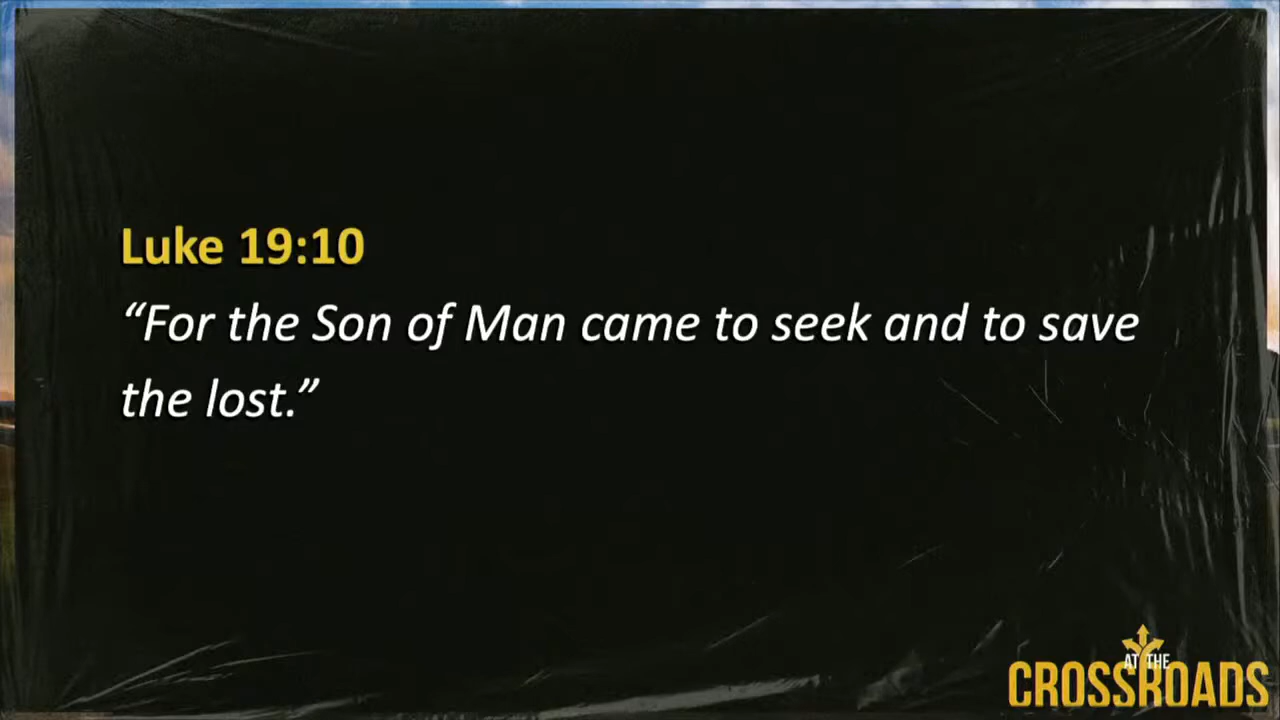 Luke 19:10
“For the Son of Man came to seek and to save
the lost.”
AT THE
CROSSROADS